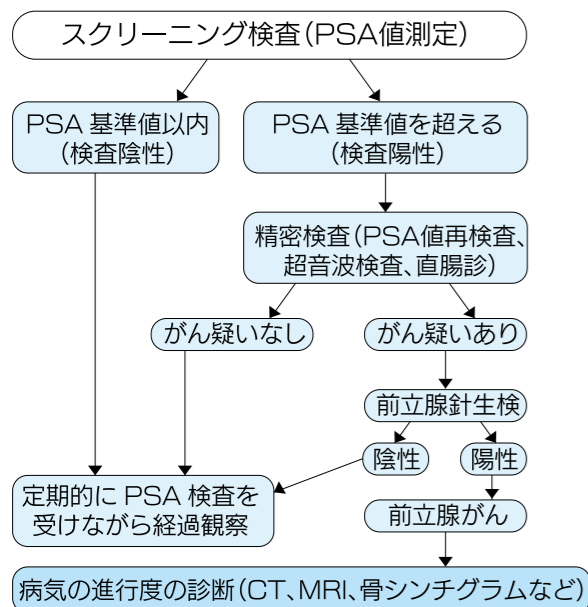 スクリーニング検査（PSA値測定）
PSA 基準値以内
（検査陰性）
PSA 基準値を超える
（検査陽性）
精密検査（PSA値再検査、
超音波検査、直腸診）
がん疑いなし
がん疑いあり
前立腺針生検
陰性
陽性
定期的に PSA 検査を
受けながら経過観察
前立腺がん
病気の進行度の診断（CT、MRI、骨シンチグラムなど）